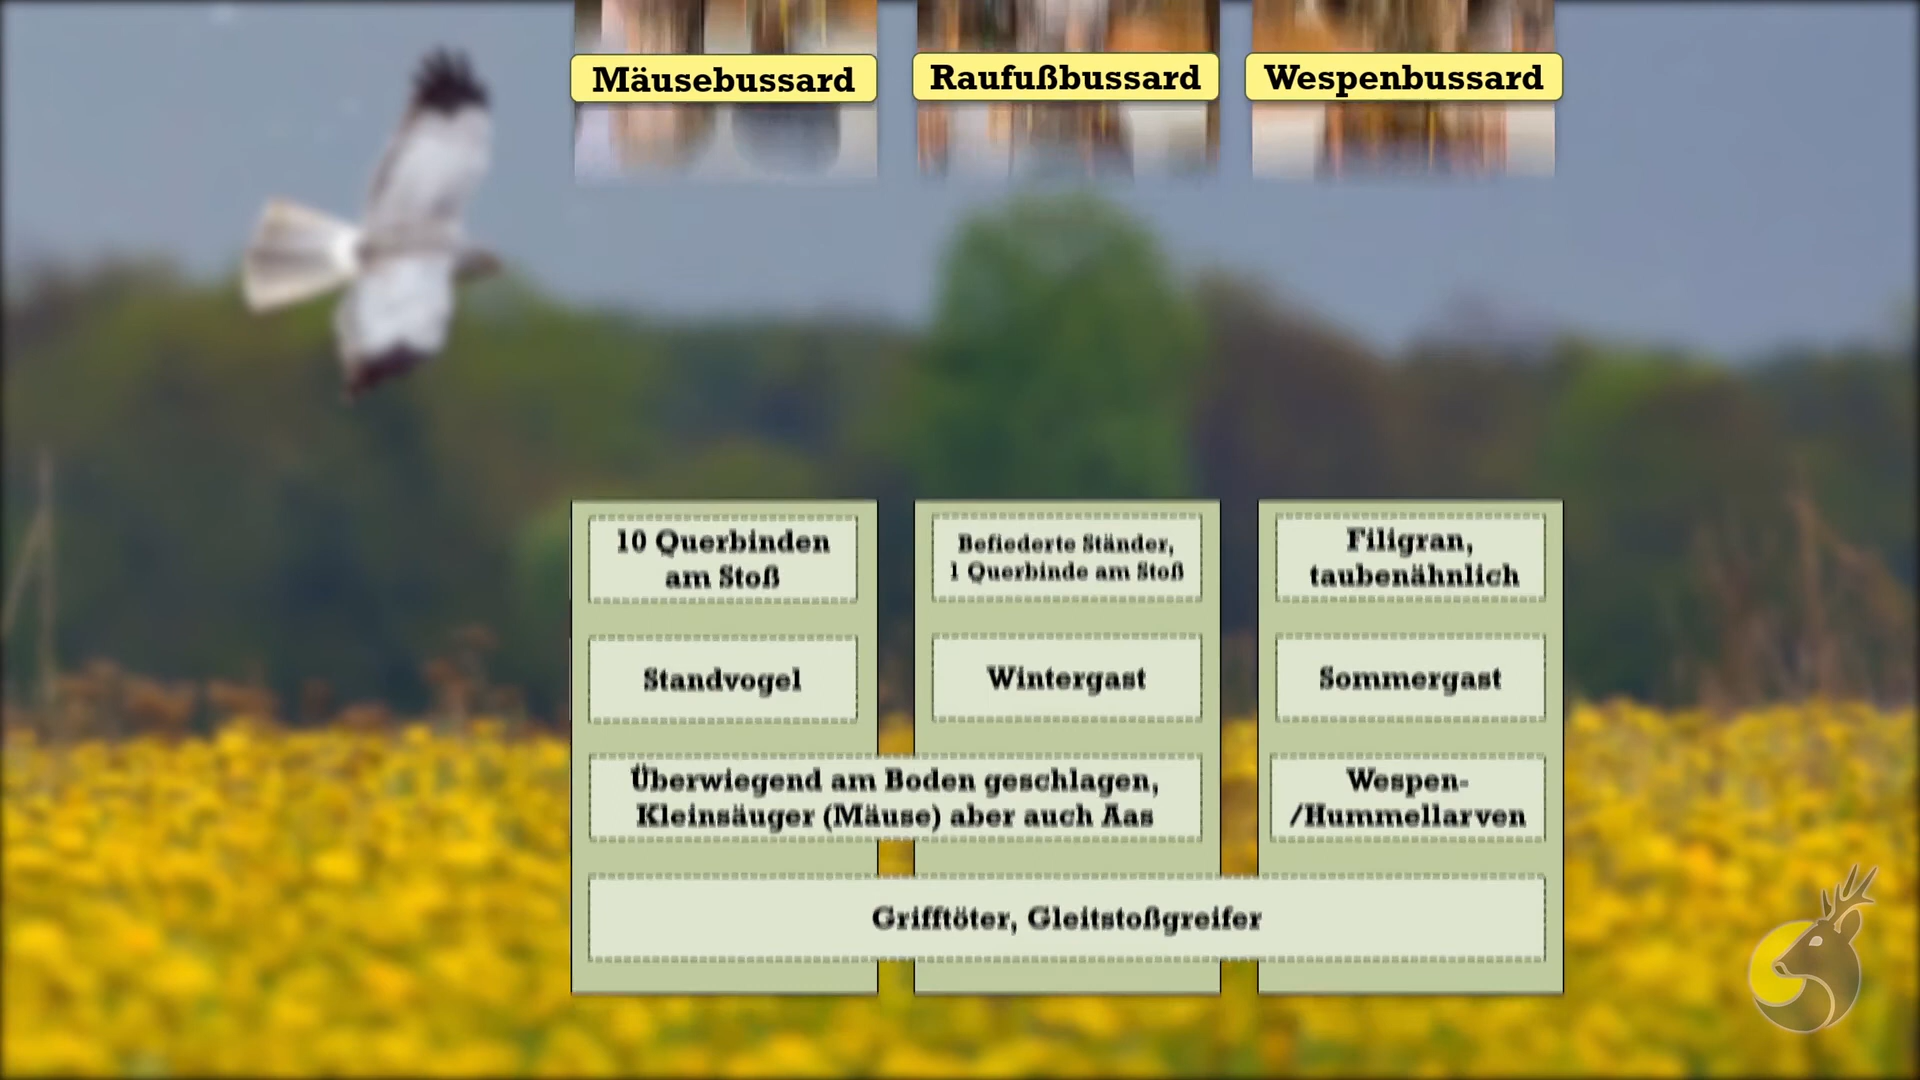 Mäusebussard
Raufußbussard
Wespenbussard
10 Querbinden
am Stoß
Befiederte Ständer,
1 Querbinde am Stoß
Filigran,
taubenähnlich
Standvogel
Wintergast
Sommergast
Überwiegend am Boden geschlagen,
Kleinsäuger (Mäuse) aber auch Aas
Wespen-
/Hummellarven
Grifftöter, Gleitstoßgreifer